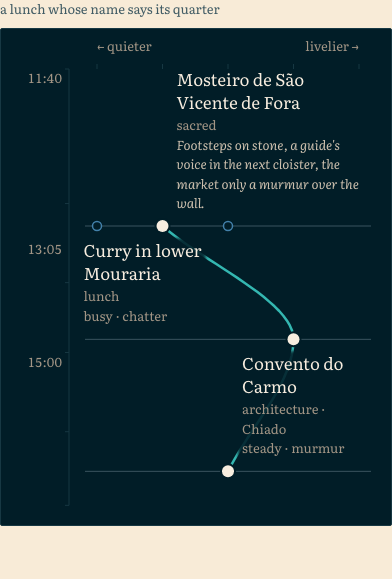 a lunch whose name says its quarter
← quieter
livelier →
11:40
Mosteiro de São
Vicente de Fora
sacred
Footsteps on stone, a guide's
voice in the next cloister, the
market only a murmur over the
wall.
13:05
Curry in lower
Mouraria
lunch
busy · chatter
15:00
Convento do
Carmo
architecture ·
Chiado
steady · murmur